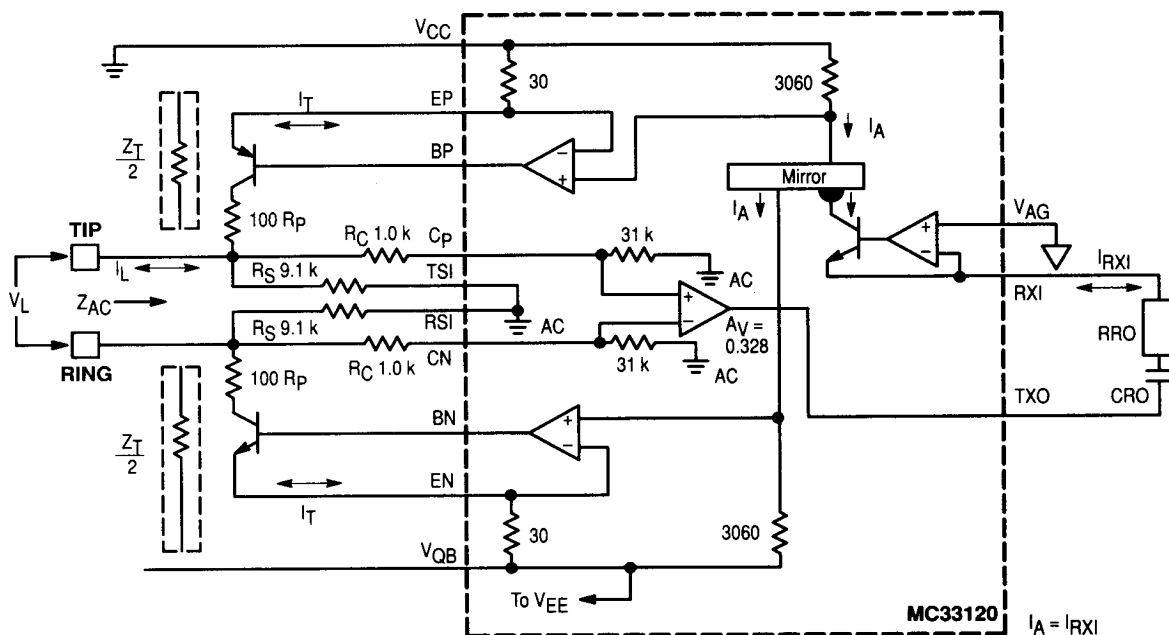 VCC
30
3060
EP
IT
IA
ZT
2
BP
−
+
Mirror
IA
100 RP
VAG
+
−
TIP
RC 1.0 k
CP
31 k
IL
AC
IRXI
RS 9.1 k
TSI
RXI
VL
ZAC
+
−
AV =
0.328
RRO
RSI
AC
RS 9.1 k
CN
RING
RC 1.0 k
31 k
AC
100 RP
TXO
CRO
BN
+
−
ZT
2
EN
IT
30
3060
VQB
To VEE
MC33120
IA = IRXI